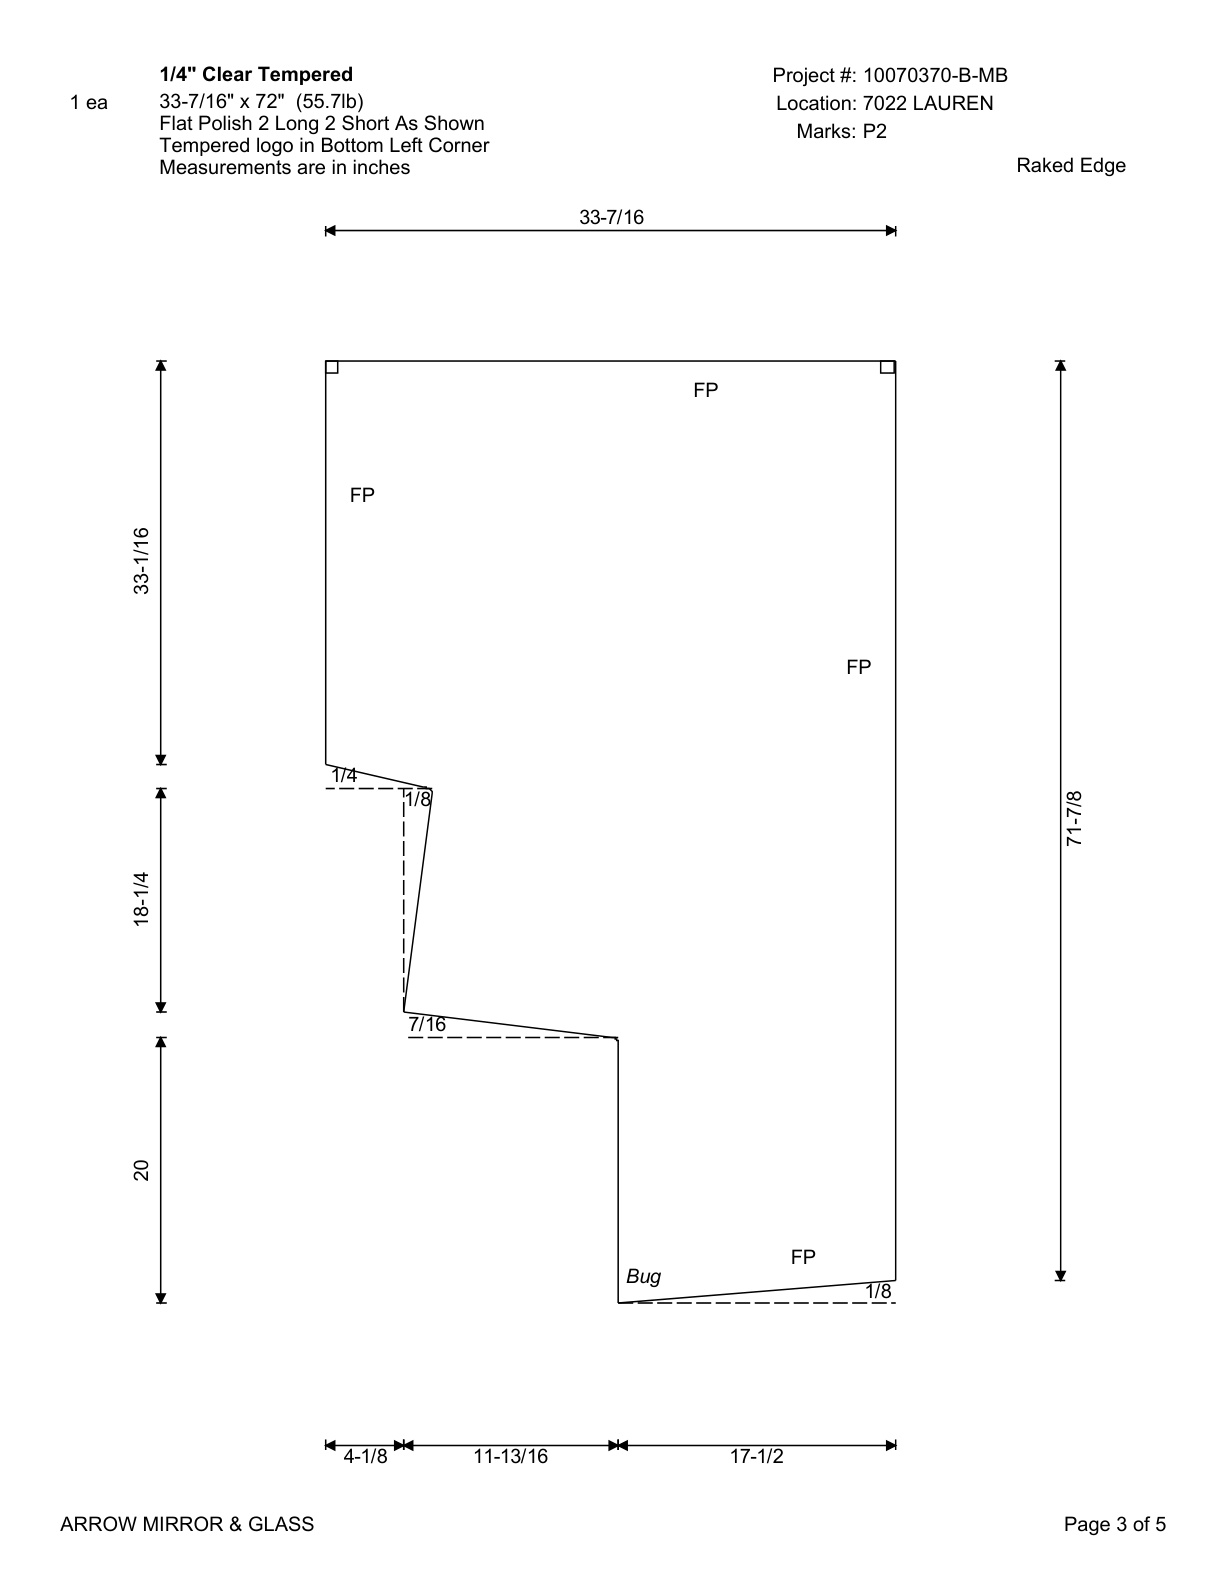 1/4" Clear Tempered
1 ea
33-7/16" x 72" (55.7lb)
Flat Polish 2 Long 2 Short As Shown
Tempered logo in Bottom Left Corner
Measurements are in inches
Project #: 10070370-B-MB
Location: 7022 LAUREN
Marks: P2
Raked Edge
33-7/16
FP
FP
33-1/16
FP
1/4
1/8
71-7/8
18-1/4
7/16
20
FP
Bug
1/8
4-1/8
11-13/16
17-1/2
ARROW MIRROR & GLASS
Page 3 of 5